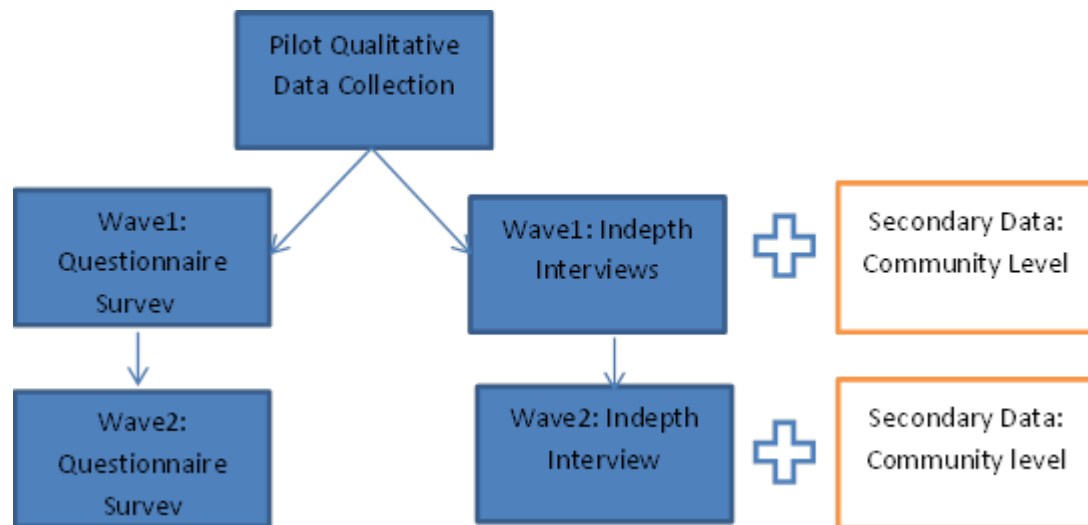 Pilot Qualitative
Data Collection
Wave1:
Questionnaire
Survey
Wave1: Indepth
Interviews
Secondary Data:
Community Level
Wave2:
Questionnaire
Survey
Wave2: Indepth
Interview
Secondary Data:
Community level